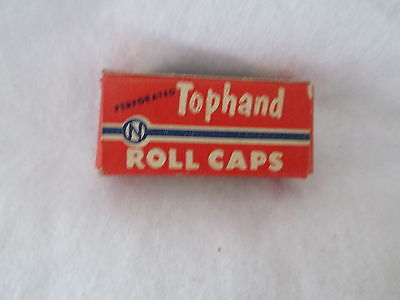 PERFORATED Tophand
N
ROLL CAPS